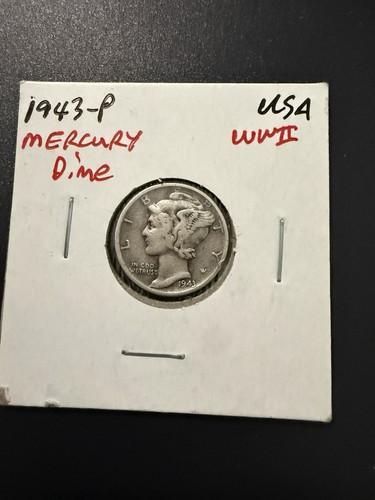 1943-P USA
MERCURY WWII
Dime
LIBERTY
IN GOD
WE TRUST W
1943